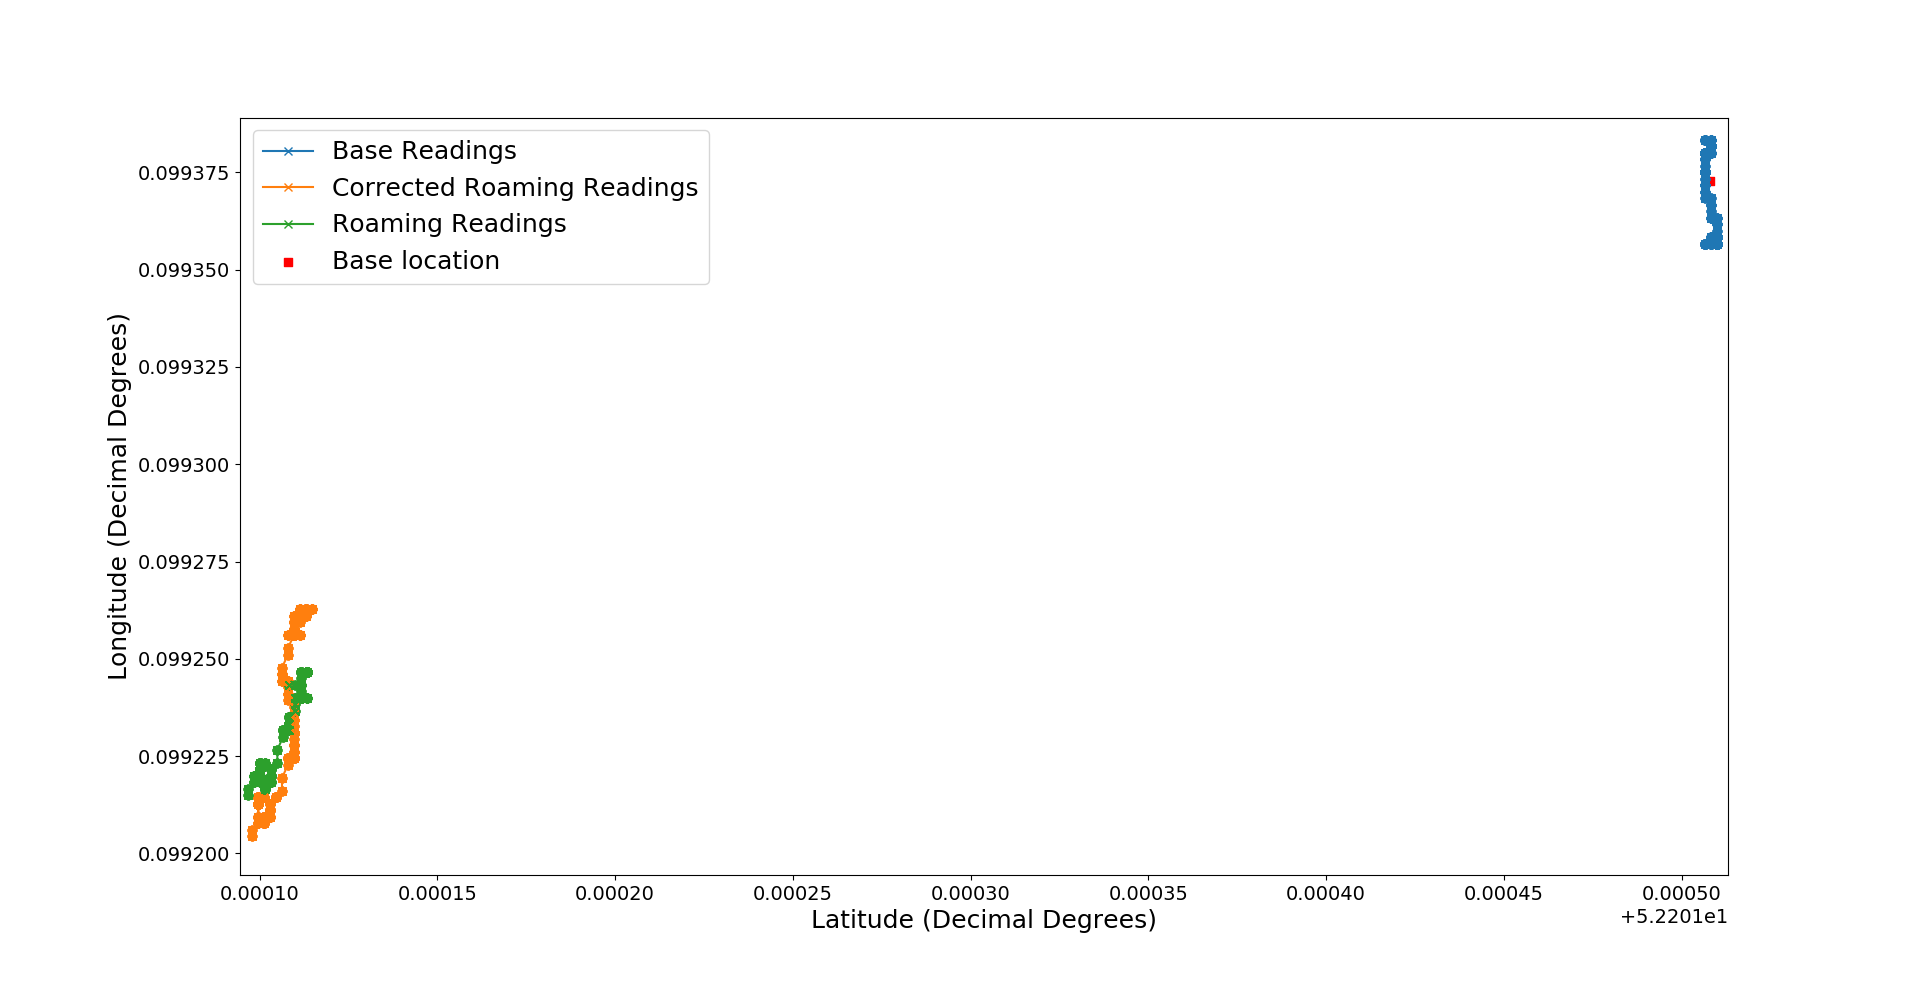 Base Readings
Corrected Roaming Readings
Roaming Readings
Base location
0.099375
0.099350
0.099325
0.099300
0.099275
0.099250
0.099225
0.099200
Longitude (Decimal Degrees)
0.00010 0.00015 0.00020 0.00025 0.00030 0.00035 0.00040 0.00045 0.00050
Latitude (Decimal Degrees)
+5.2201e1